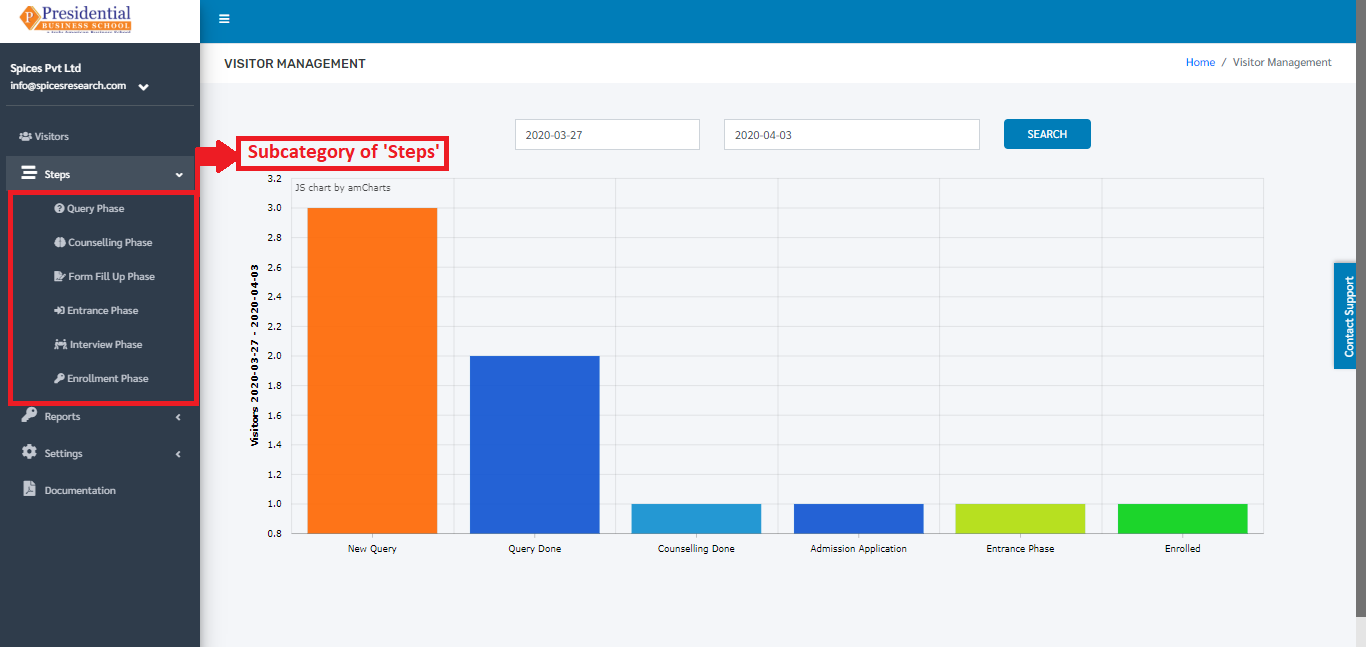 Presidential
BUSINESS SCHOOL
a Indo American Business School
Spices Pvt Ltd
info@spicesresearch.com
Visitors
Steps
Query Phase
Counselling Phase
Form Fill Up Phase
Entrance Phase
Interview Phase
Enrollment Phase
Reports
Settings
Documentation
VISITOR MANAGEMENT
Home / Visitor Management
2020-03-27
2020-04-03
SEARCH
Subcategory of 'Steps'
JS chart by amCharts
Visitors 2020-03-27 - 2020-04-03
3.2
3.0
2.8
2.6
2.4
2.2
2.0
1.8
1.6
1.4
1.2
1.0
0.8
New Query
Query Done
Counselling Done
Admission Application
Entrance Phase
Enrolled
Contact Support